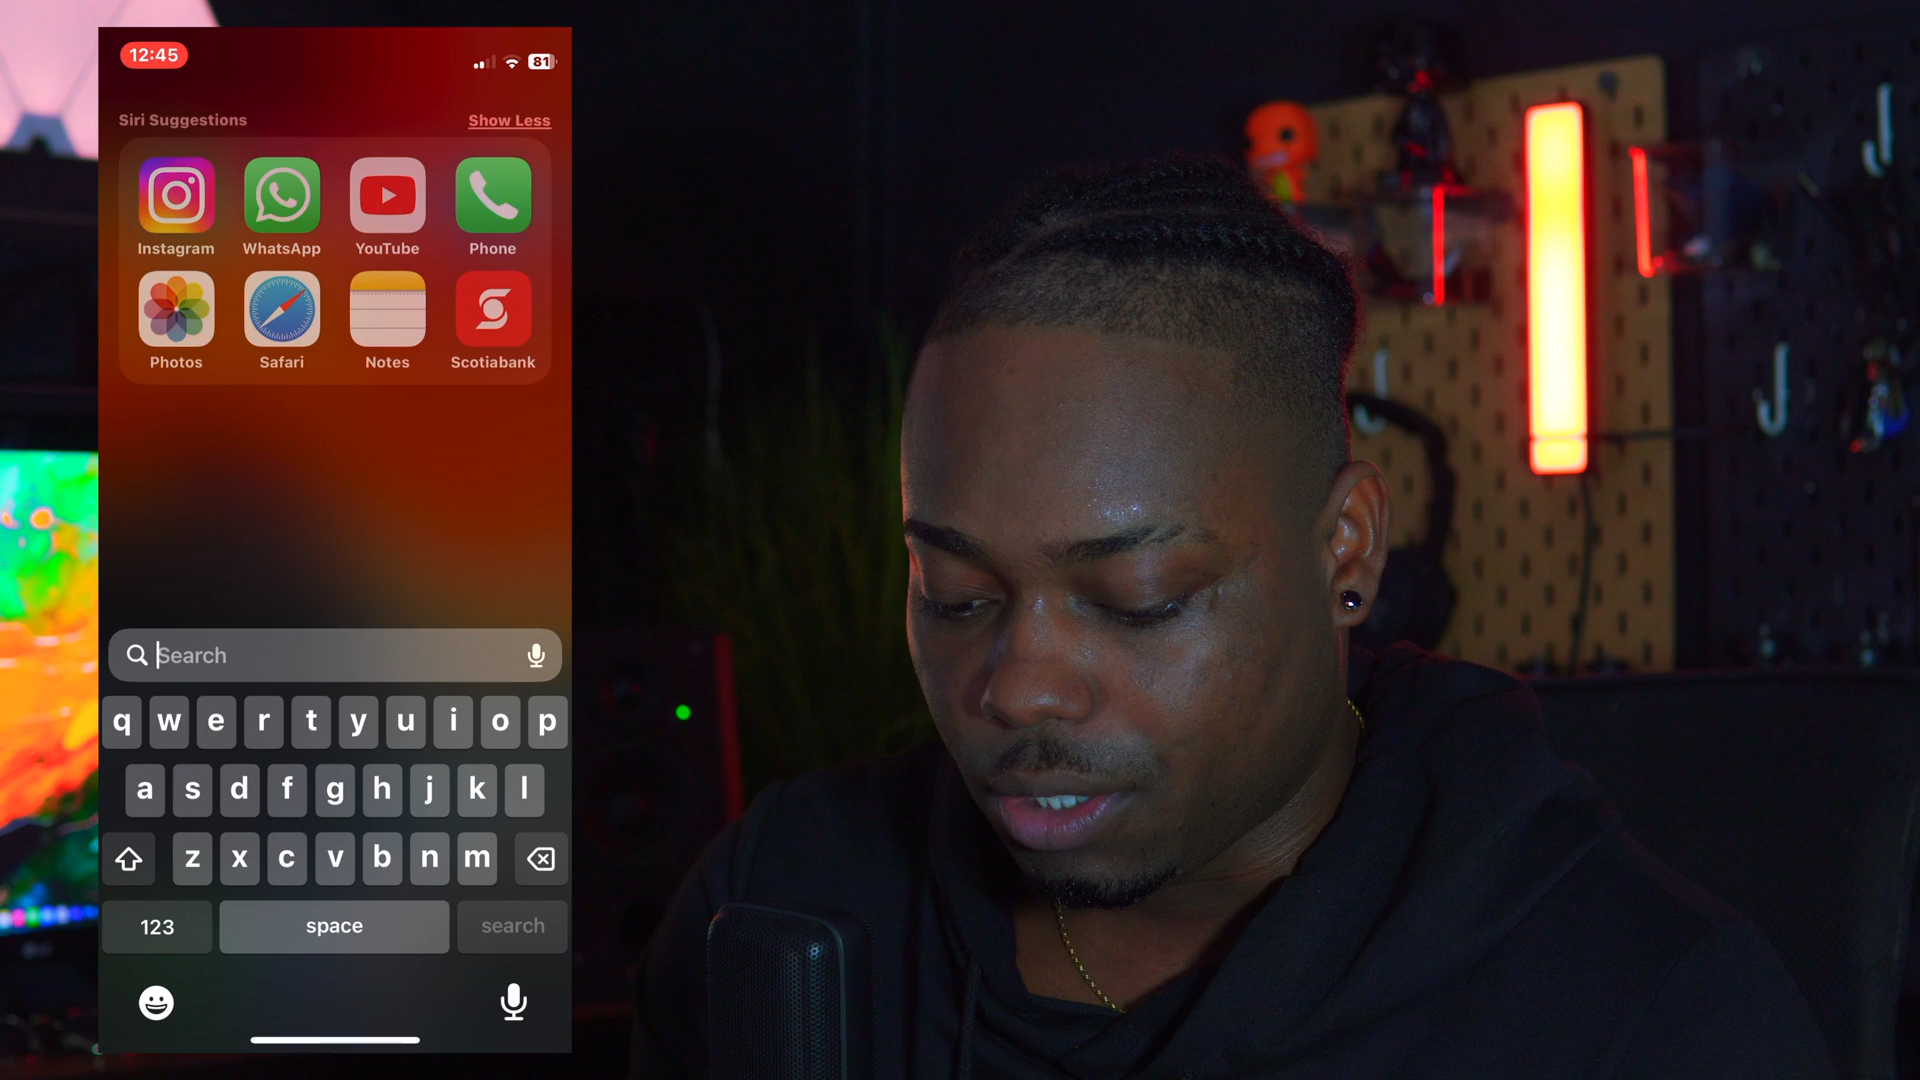 12:45
81
Siri Suggestions
Show Less
Instagram
WhatsApp
YouTube
Phone
Photos
Safari
Notes
Scotiabank
Search
q w e r t y u i o p
a s d f g h j k l
z x c v b n m
123
space
search
LG